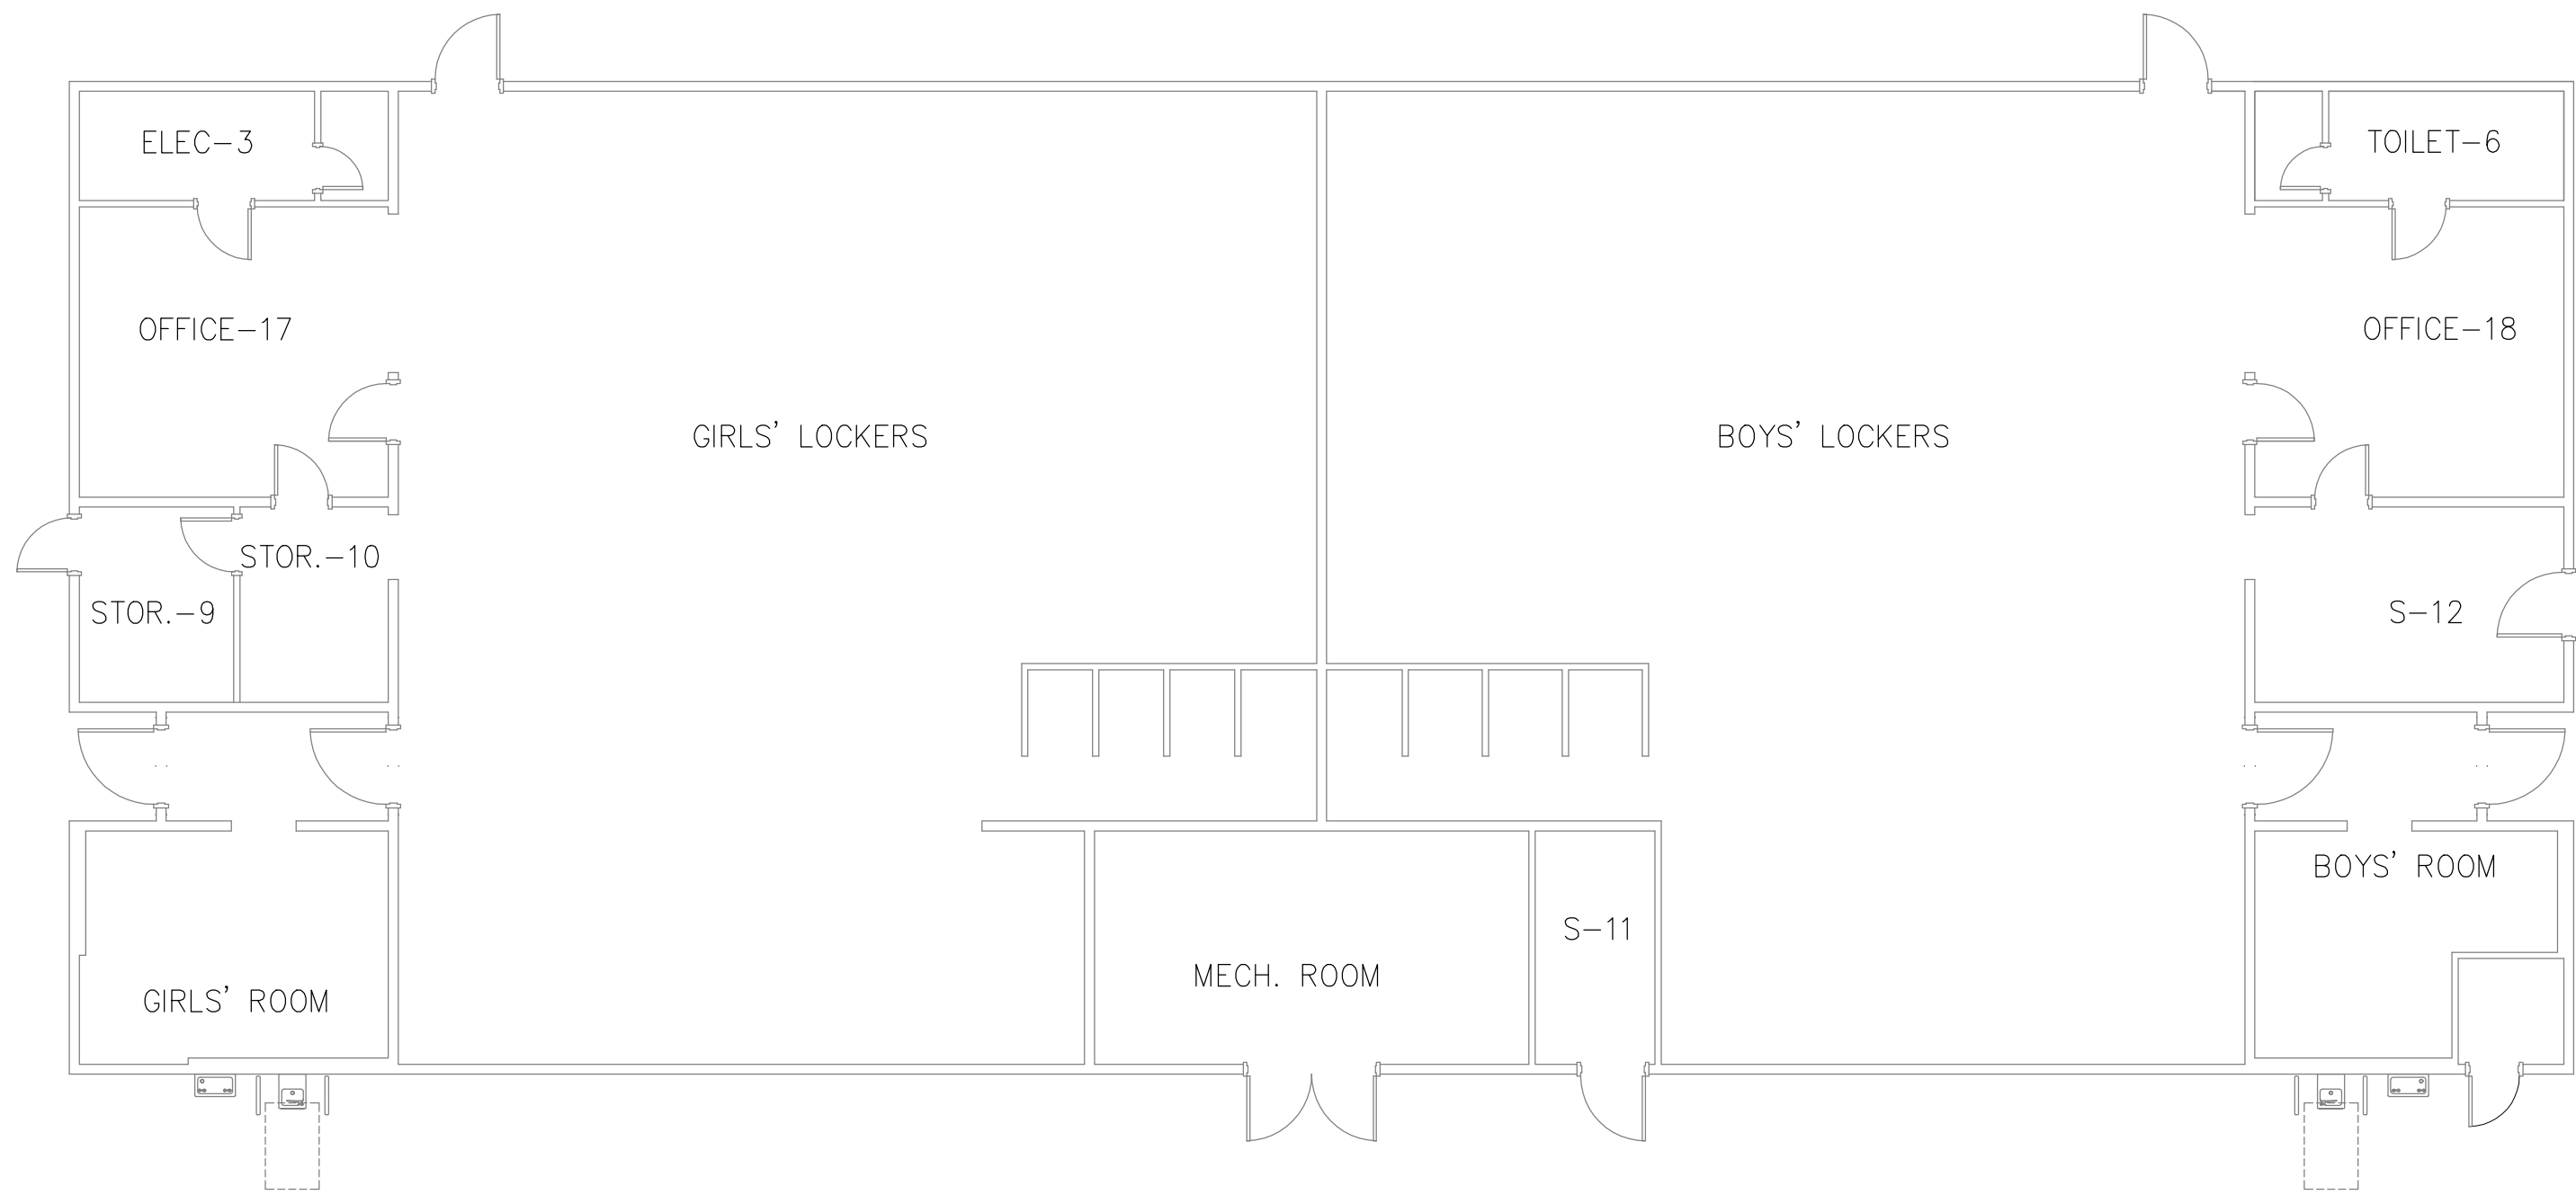 ELEC-3
TOILET-6
OFFICE-17
OFFICE-18
GIRLS' LOCKERS
BOYS' LOCKERS
STOR.-10
STOR.-9
S-12
BOYS' ROOM
S-11
MECH. ROOM
GIRLS' ROOM